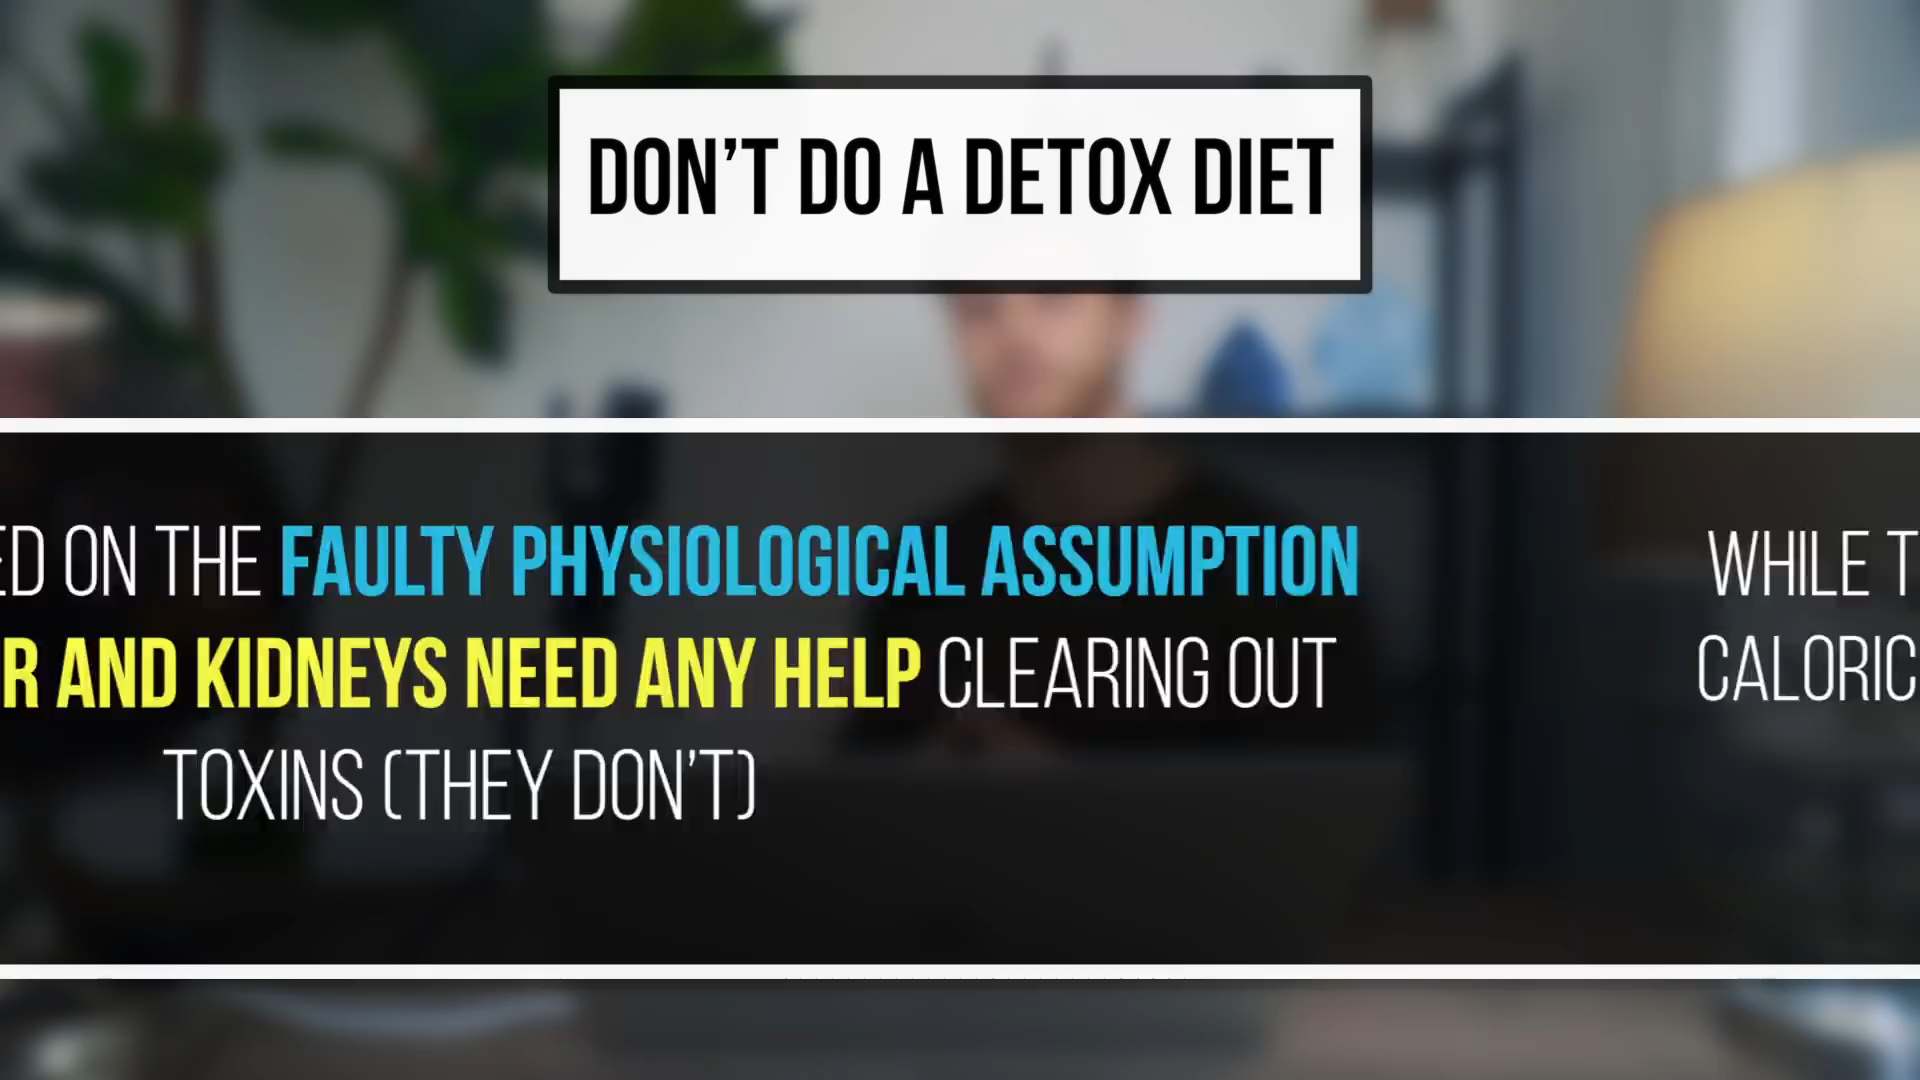 DON'T DO A DETOX DIET
ON THE FAULTY PHYSIOLOGICAL ASSUMPTION
AND KIDNEYS NEED ANY HELP CLEARING OUT
TOXINS (THEY DON'T)
WHILE T
CALORIC